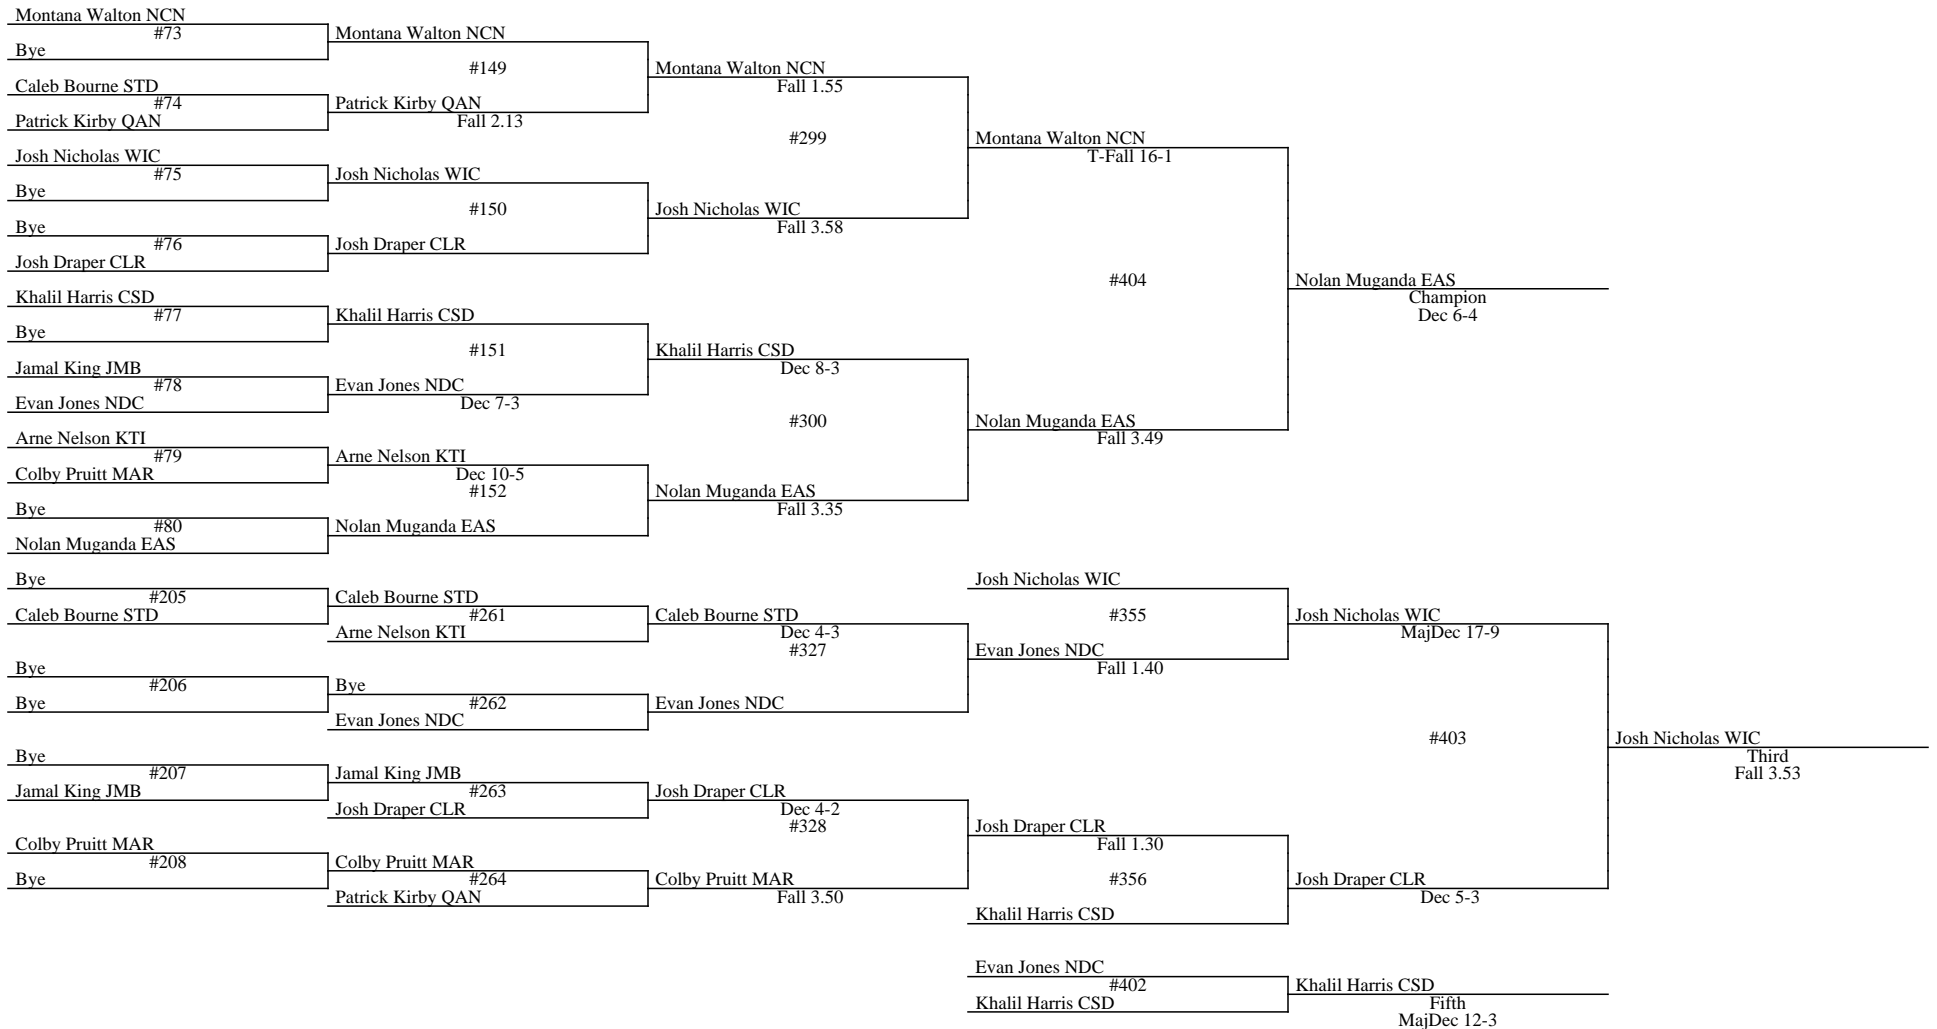 Montana Walton NCN
#73
Bye
Montana Walton NCN
#149
Caleb Bourne STD
#74
Patrick Kirby QAN
Patrick Kirby QAN
Fall 2.13
Montana Walton NCN
Fall 1.55
#299
Josh Nicholas WIC
#75
Bye
Josh Nicholas WIC
#150
Bye
#76
Josh Draper CLR
Josh Draper CLR
Josh Nicholas WIC
Fall 3.58
Montana Walton NCN
T-Fall 16-1
#404
Khalil Harris CSD
#77
Bye
Khalil Harris CSD
#151
Jamal King JMB
#78
Evan Jones NDC
Evan Jones NDC
Dec 7-3
Khalil Harris CSD
Dec 8-3
#300
Arne Nelson KTI
#79
Colby Pruitt MAR
Arne Nelson KTI
Dec 10-5
#152
Bye
#80
Nolan Muganda EAS
Nolan Muganda EAS
Nolan Muganda EAS
Fall 3.35
Nolan Muganda EAS
Fall 3.49
Nolan Muganda EAS
Champion
Dec 6-4
Bye
#205
Caleb Bourne STD
Caleb Bourne STD
#261
Arne Nelson KTI
Caleb Bourne STD
Dec 4-3
#327
Bye
#206
Bye
Bye
#262
Evan Jones NDC
Evan Jones NDC
Josh Nicholas WIC
#355
Evan Jones NDC
Fall 1.40
Josh Nicholas WIC
MajDec 17-9
#403
Bye
#207
Jamal King JMB
Jamal King JMB
#263
Josh Draper CLR
Josh Draper CLR
Dec 4-2
#328
Colby Pruitt MAR
#208
Bye
Colby Pruitt MAR
#264
Patrick Kirby QAN
Colby Pruitt MAR
Fall 3.50
Josh Draper CLR
Fall 1.30
#356
Khalil Harris CSD
Josh Draper CLR
Dec 5-3
Josh Nicholas WIC
Third
Fall 3.53
Evan Jones NDC
#402
Khalil Harris CSD
Khalil Harris CSD
Fifth
MajDec 12-3